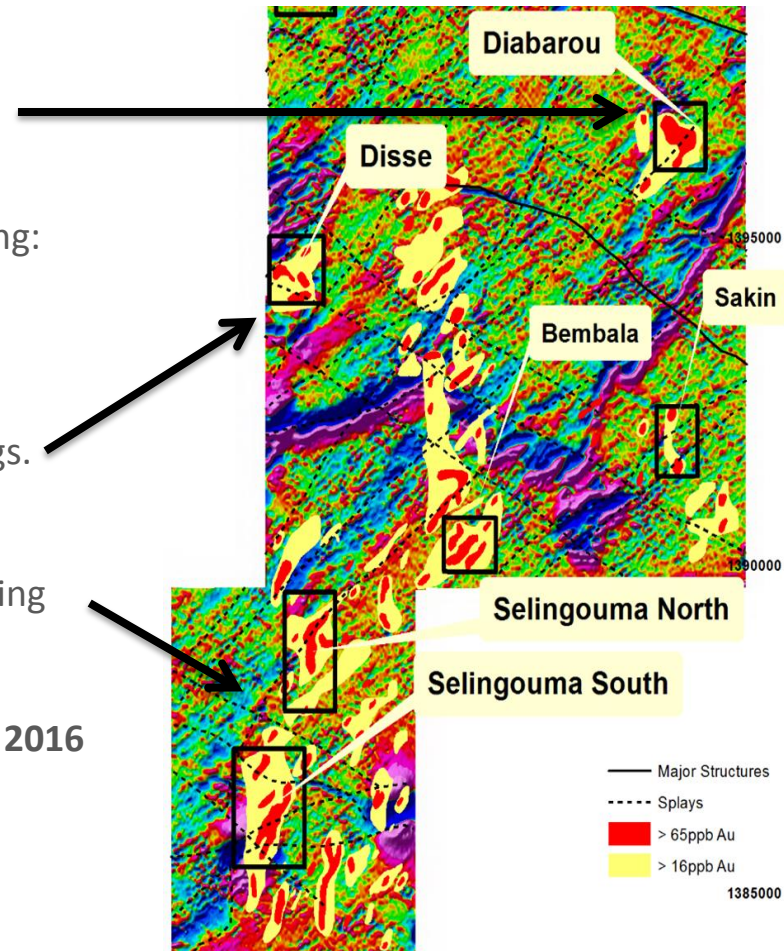 Diabarou
Disse
ng:
1395000
Sakin
Bembala
gs.
1390000
ing
Selingouma North
Selingouma South
2016
Major Structures
Splays
> 65ppb Au
> 16ppb Au
1385000